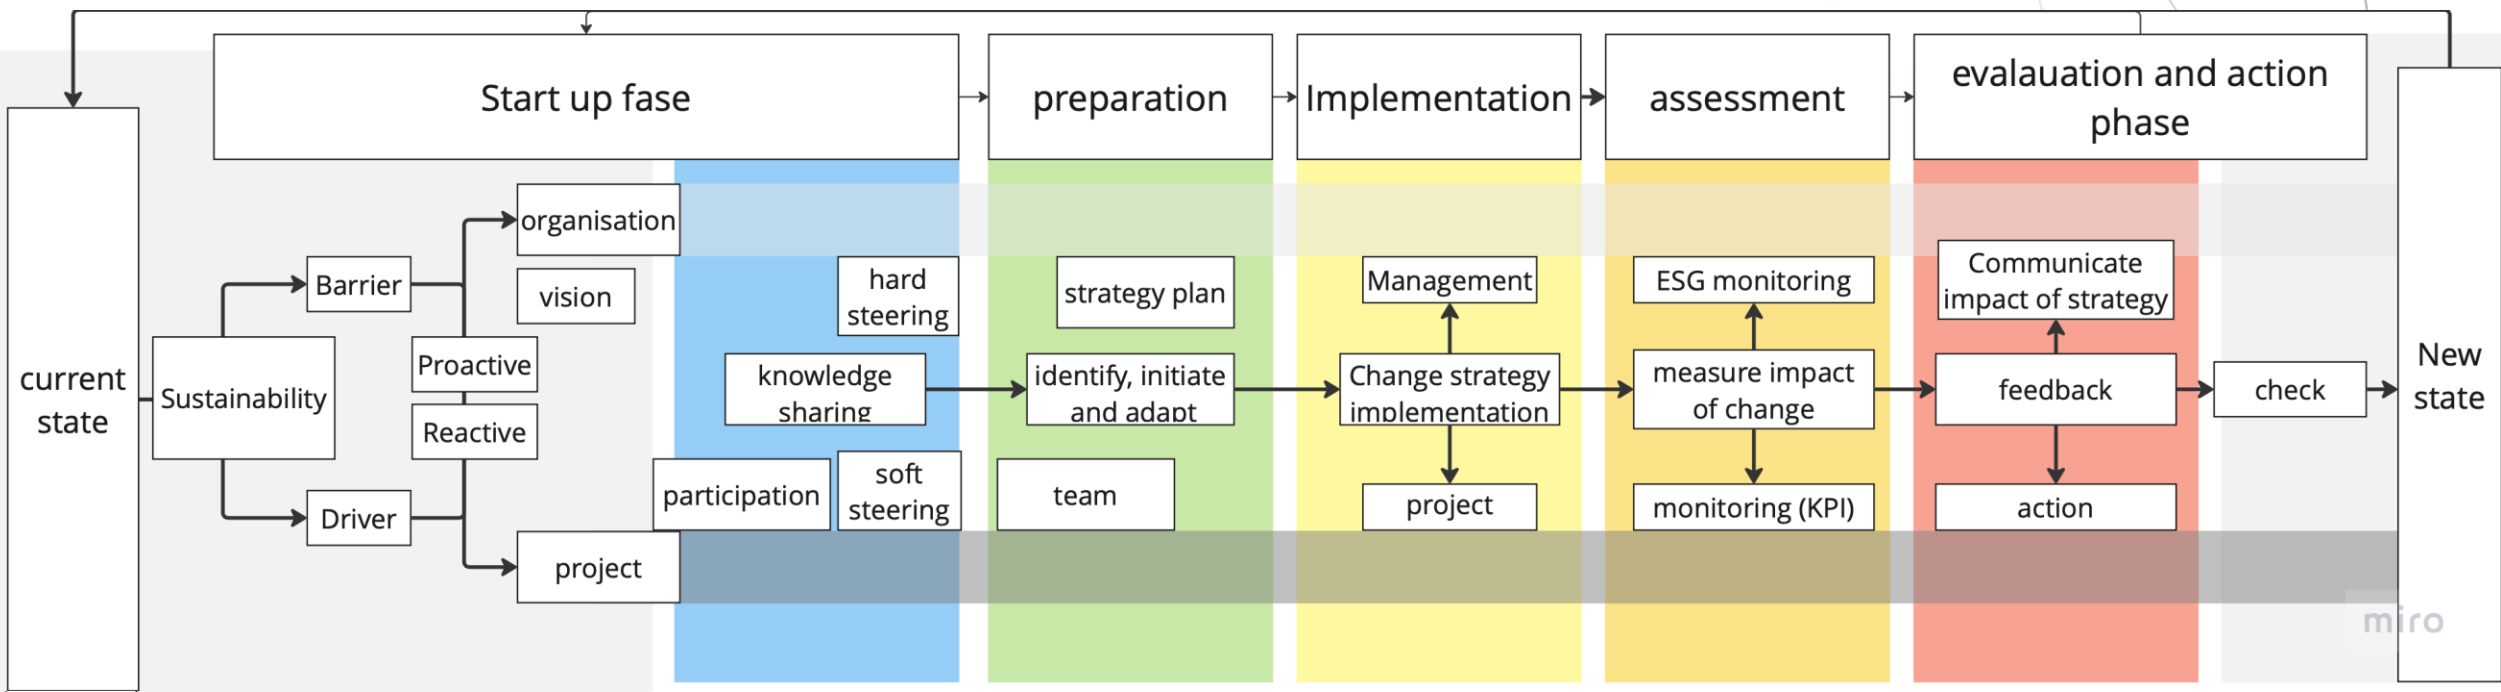 Start up fase
preparation
Implementation
assessment
evalauation and action
phase
current
state
Sustainability
Barrier
Driver
Proactive
Reactive
organisation
vision
project
participation
hard
steering
knowledge
sharing
soft
steering
strategy plan
identify, initiate
and adapt
team
Management
Change strategy
implementation
project
ESG monitoring
measure impact
of change
monitoring (KPI)
Communicate
impact of strategy
feedback
action
check
New
state
miro